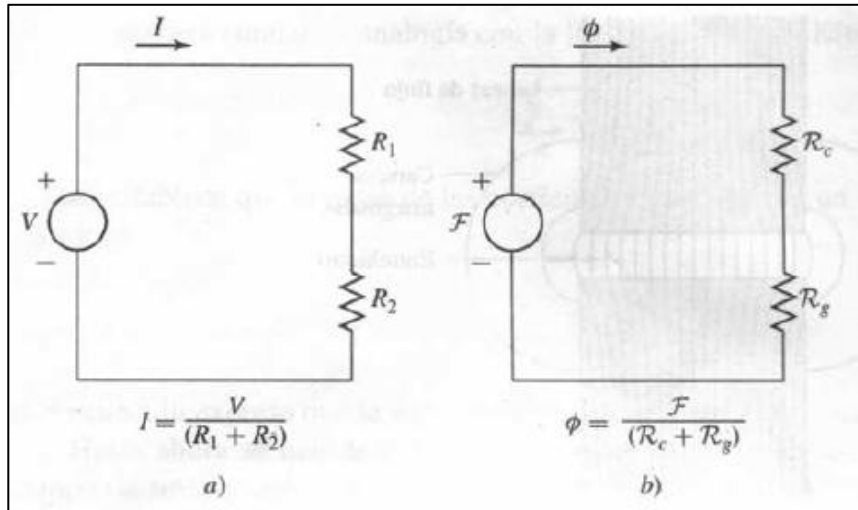 I
+
V
−
R₁
R₂
I = V / (R₁ + R₂)
a)
ϕ
+
ℱ
−
ℛc
ℛg
ϕ = ℱ / (ℛc + ℛg)
b)